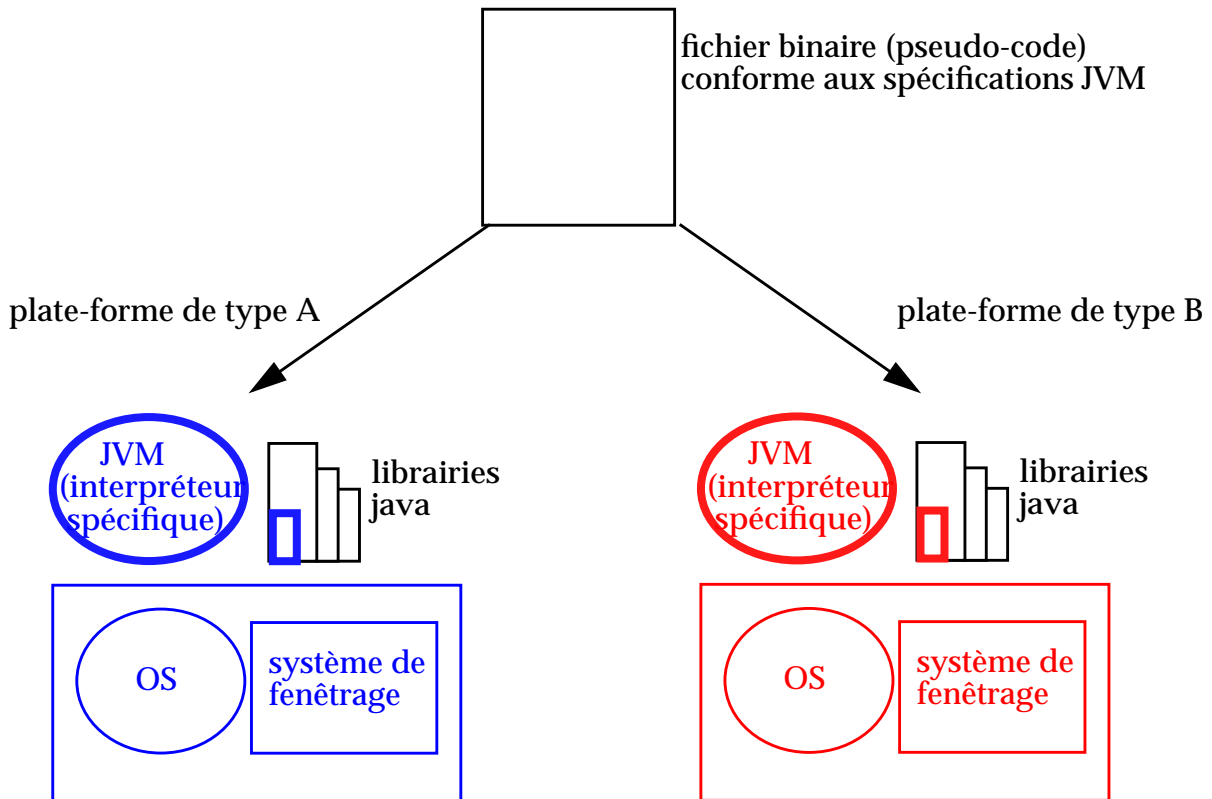 fichier binaire (pseudo-code)
conforme aux spécifications JVM
plate-forme de type A
plate-forme de type B
JVM
(interpréteur
spécifique)
librairies
java
JVM
(interpréteur
spécifique)
librairies
java
OS
système de
fenêtrage
OS
système de
fenêtrage